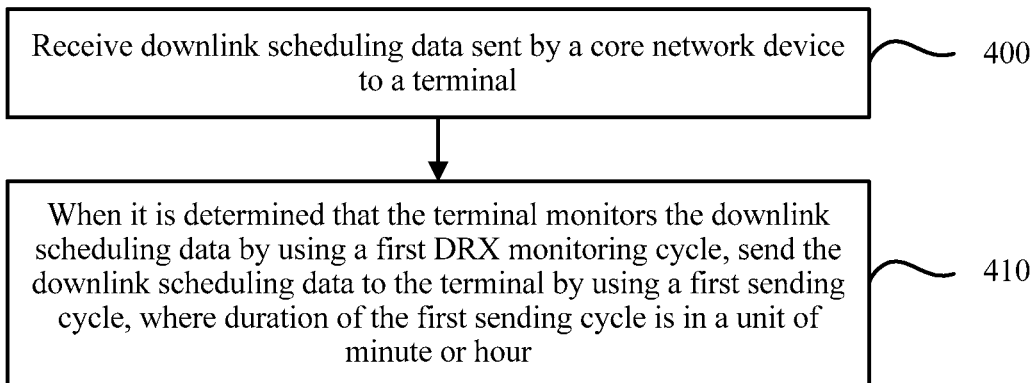 Receive downlink scheduling data sent by a core network device
to a terminal
400
When it is determined that the terminal monitors the downlink
scheduling data by using a first DRX monitoring cycle, send the
downlink scheduling data to the terminal by using a first sending
cycle, where duration of the first sending cycle is in a unit of
minute or hour
410